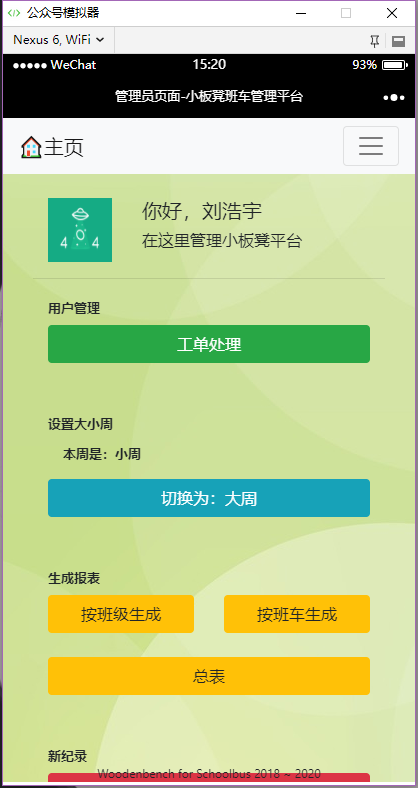 公众号模拟器
Nexus 6, WiFi
WeChat 15:20 93%
管理员页面-小板凳班车管理平台
主页
4 0 4
你好，刘浩宇
在这里管理小板凳平台
用户管理
工单处理
设置大小周
本周是：小周
切换为：大周
生成报表
按班级生成 按班车生成
总表
新纪录
Woodenbench for Schoolbus 2018 ~ 2020